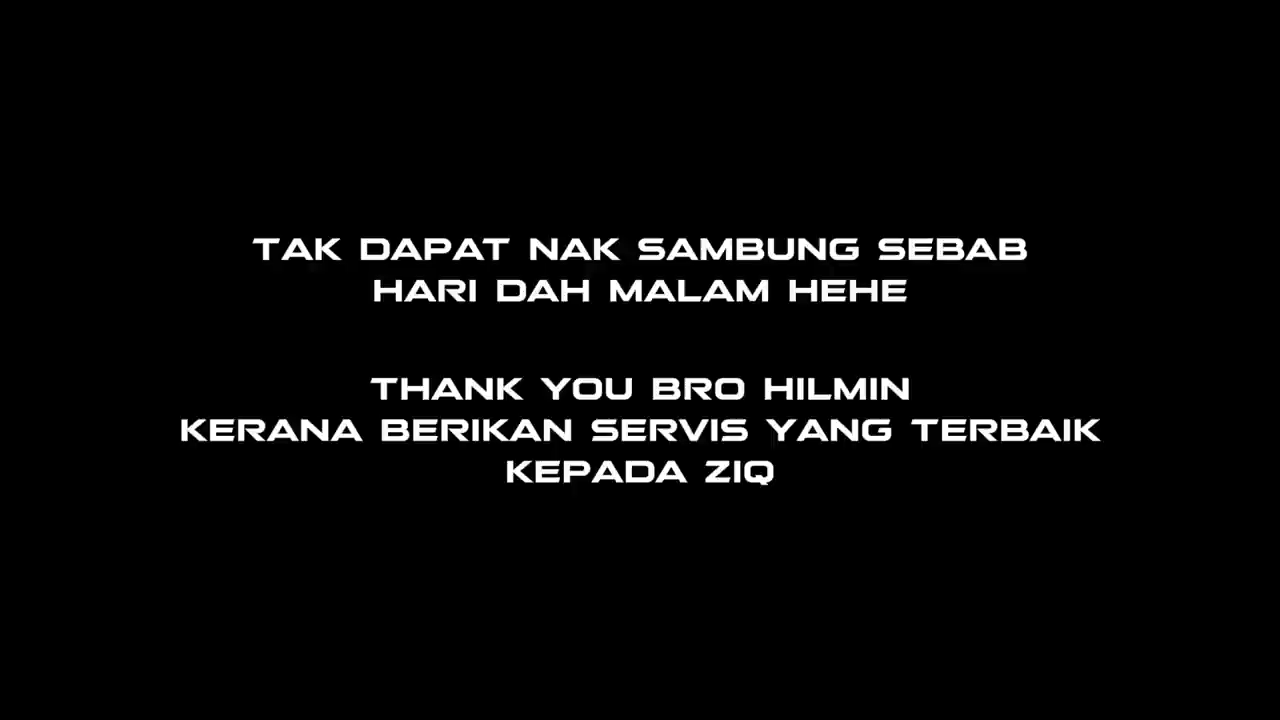 TAK DAPAT NAK SAMBUNG SEBAB
HARI DAH MALAM HEHE
THANK YOU BRO HILMIN
KERANA BERIKAN SERVIS YANG TERBAIK
KEPADA ZIQ